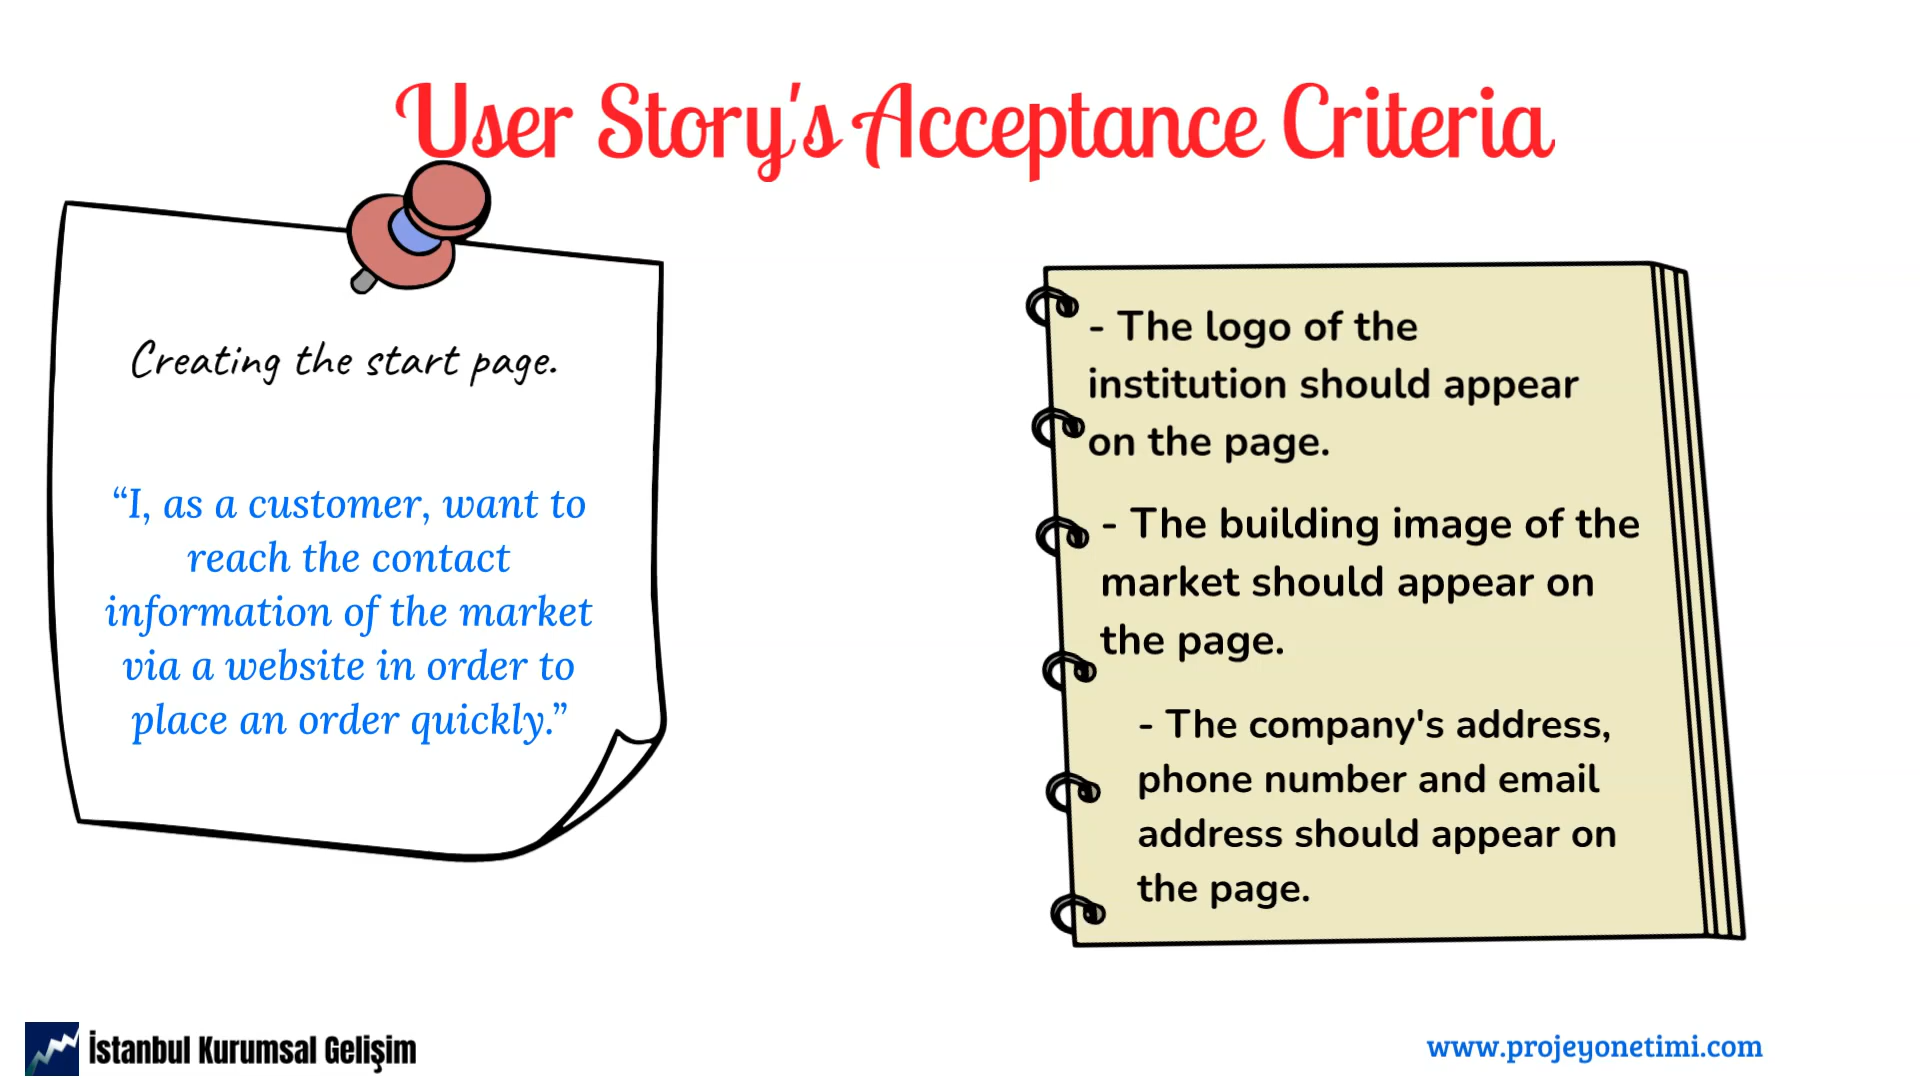 User Story's Acceptance Criteria
Creating the start page.
“I, as a customer, want to
reach the contact
information of the market
via a website in order to
place an order quickly.”
- The logo of the
institution should appear
on the page.
- The building image of the
market should appear on
the page.
- The company's address,
phone number and email
address should appear on
the page.
İstanbul Kurumsal Gelişim
www.projeyonetimi.com